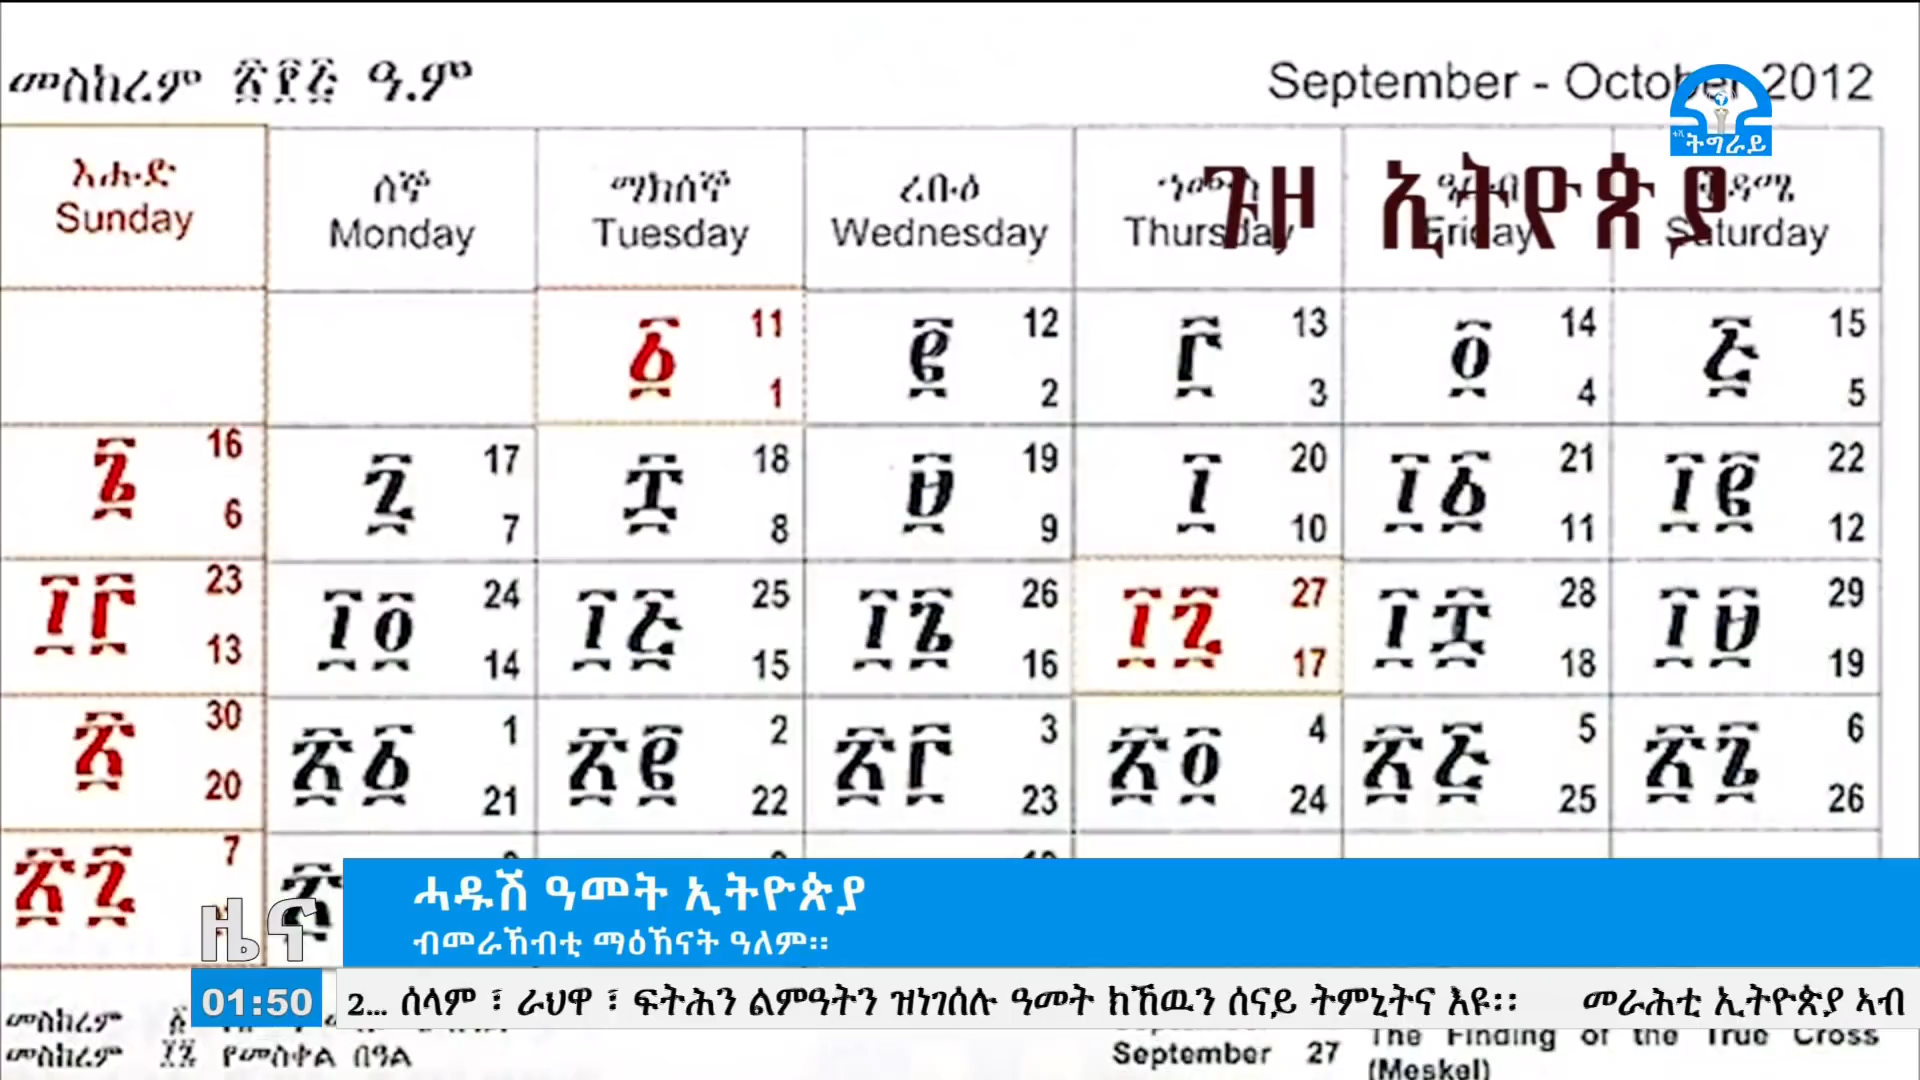 መስከረም ፳፻፭ ዓ.ም
September - October 2012
ትግራይ
ጉዞ ኢትዮጵያ
እሑድ ሰኞ ማክሰኞ ረቡዕ
Sunday Monday Tuesday Wednesday Thursday Friday Saturday
፩ 11 1 ፪ 12 2 ፫ 13 3 ፬ 14 4 ፭ 15 5
፮ 16 6 ፯ 17 7 ፰ 18 8 ፱ 19 9 ፲ 20 10 ፲፩ 21 11 ፲፪ 22 12
፲፫ 23 13 ፲፬ 24 14 ፲፭ 25 15 ፲፮ 26 16 ፲፯ 27 17 ፲፰ 28 18 ፲፱ 29 19
፳ 30 20 ፳፩ 1 21 ፳፪ 2 22 ፳፫ 3 23 ፳፬ 4 24 ፳፭ 5 25 ፳፮ 6 26
፳፯ 7
ዜና
ሓዱሽ ዓመት ኢትዮጵያ
ብመራኸብቲ ማዕኸናት ዓለም፡፡
01:50
2... ሰላም ፣ ራህዋ ፣ ፍትሕን ልምዓትን ዝነገሰሉ ዓመት ክኸዉን ሰናይ ትምኒትና እዩ፡፡ መራሕቲ ኢትዮጵያ ኣብ
መስከረም
መስከረም ፲፯ የመስቀል በዓል
September 27 The Finding of the True Cross
(Meskel)